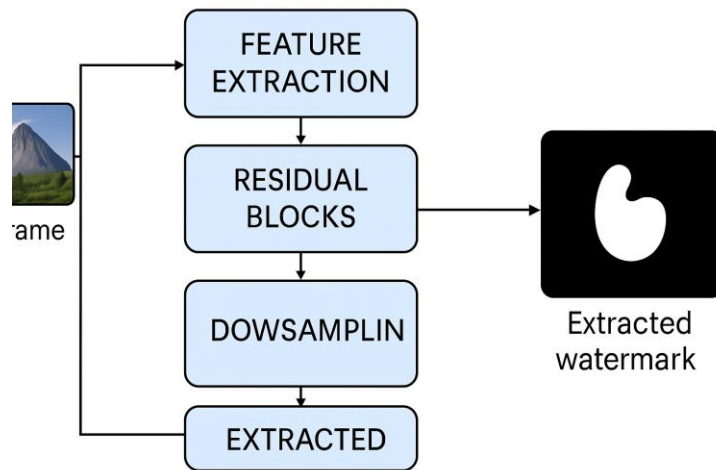 FEATURE
EXTRACTION
RESIDUAL
BLOCKS
rame
DOWSAMPLIN
Extracted
watermark
EXTRACTED